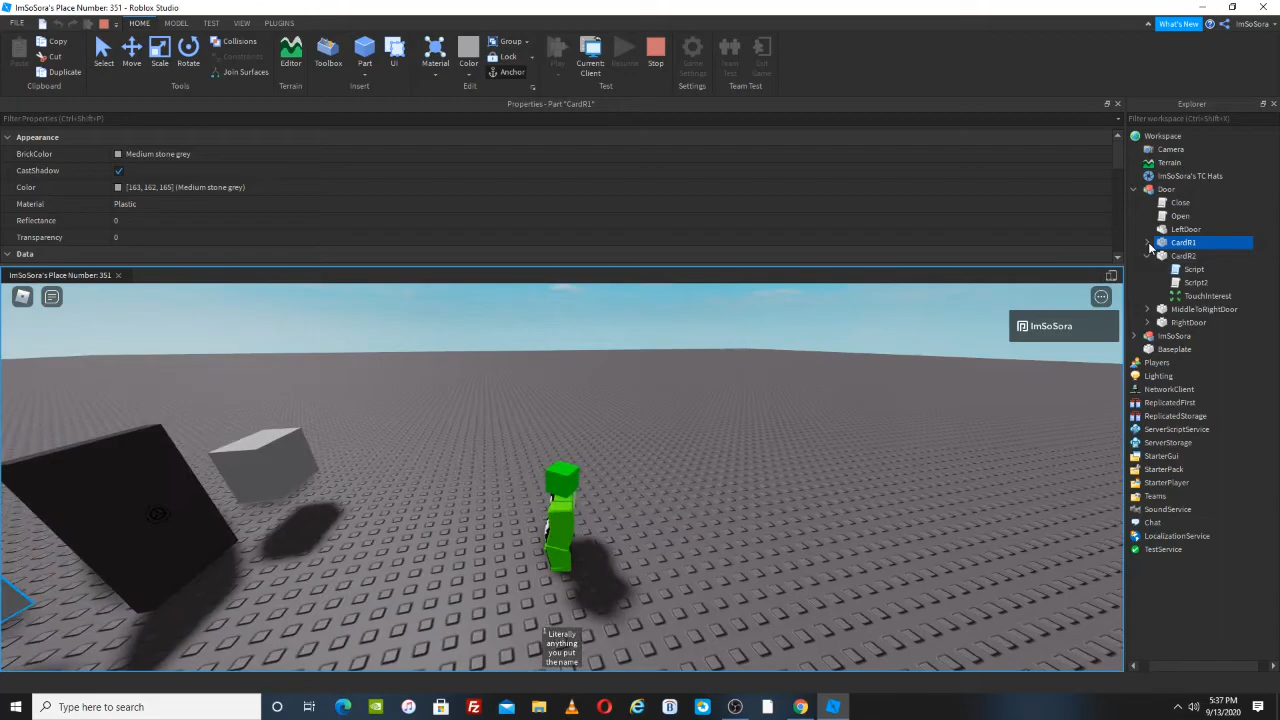 ImSoSora's Place Number: 351 - Roblox Studio
FILE HOME MODEL TEST VIEW PLUGINS What's New ImSoSora
Paste Copy Cut Duplicate Select Move Scale Rotate Collisions Constraints Join Surfaces Editor Toolbox Part UI Material Color Group Lock Anchor Current: Client Play Resume Stop Game Settings Team Test Exit Game
Clipboard Tools Terrain Insert Edit Test Settings Team Test
Properties - Part "CardR1"
Filter Properties (Ctrl+Shift+P)
Appearance
BrickColor Medium stone grey
CastShadow
Color [163, 162, 165] (Medium stone grey)
Material Plastic
Reflectance 0
Transparency 0
Data
ImSoSora's Place Number: 351
ImSoSora
1 Literally
anything
you put
the name
Explorer
Filter workspace (Ctrl+Shift+X)
Workspace
Camera
Terrain
ImSoSora's TC Hats
Door
Close
Open
LeftDoor
CardR1
CardR2
Script
Script2
TouchInterest
MiddleToRightDoor
RightDoor
ImSoSora
Baseplate
Players
Lighting
NetworkClient
ReplicatedFirst
ReplicatedStorage
ServerScriptService
ServerStorage
StarterGui
StarterPack
StarterPlayer
Teams
SoundService
Chat
LocalizationService
TestService
Type here to search
5:37 PM
9/13/2020